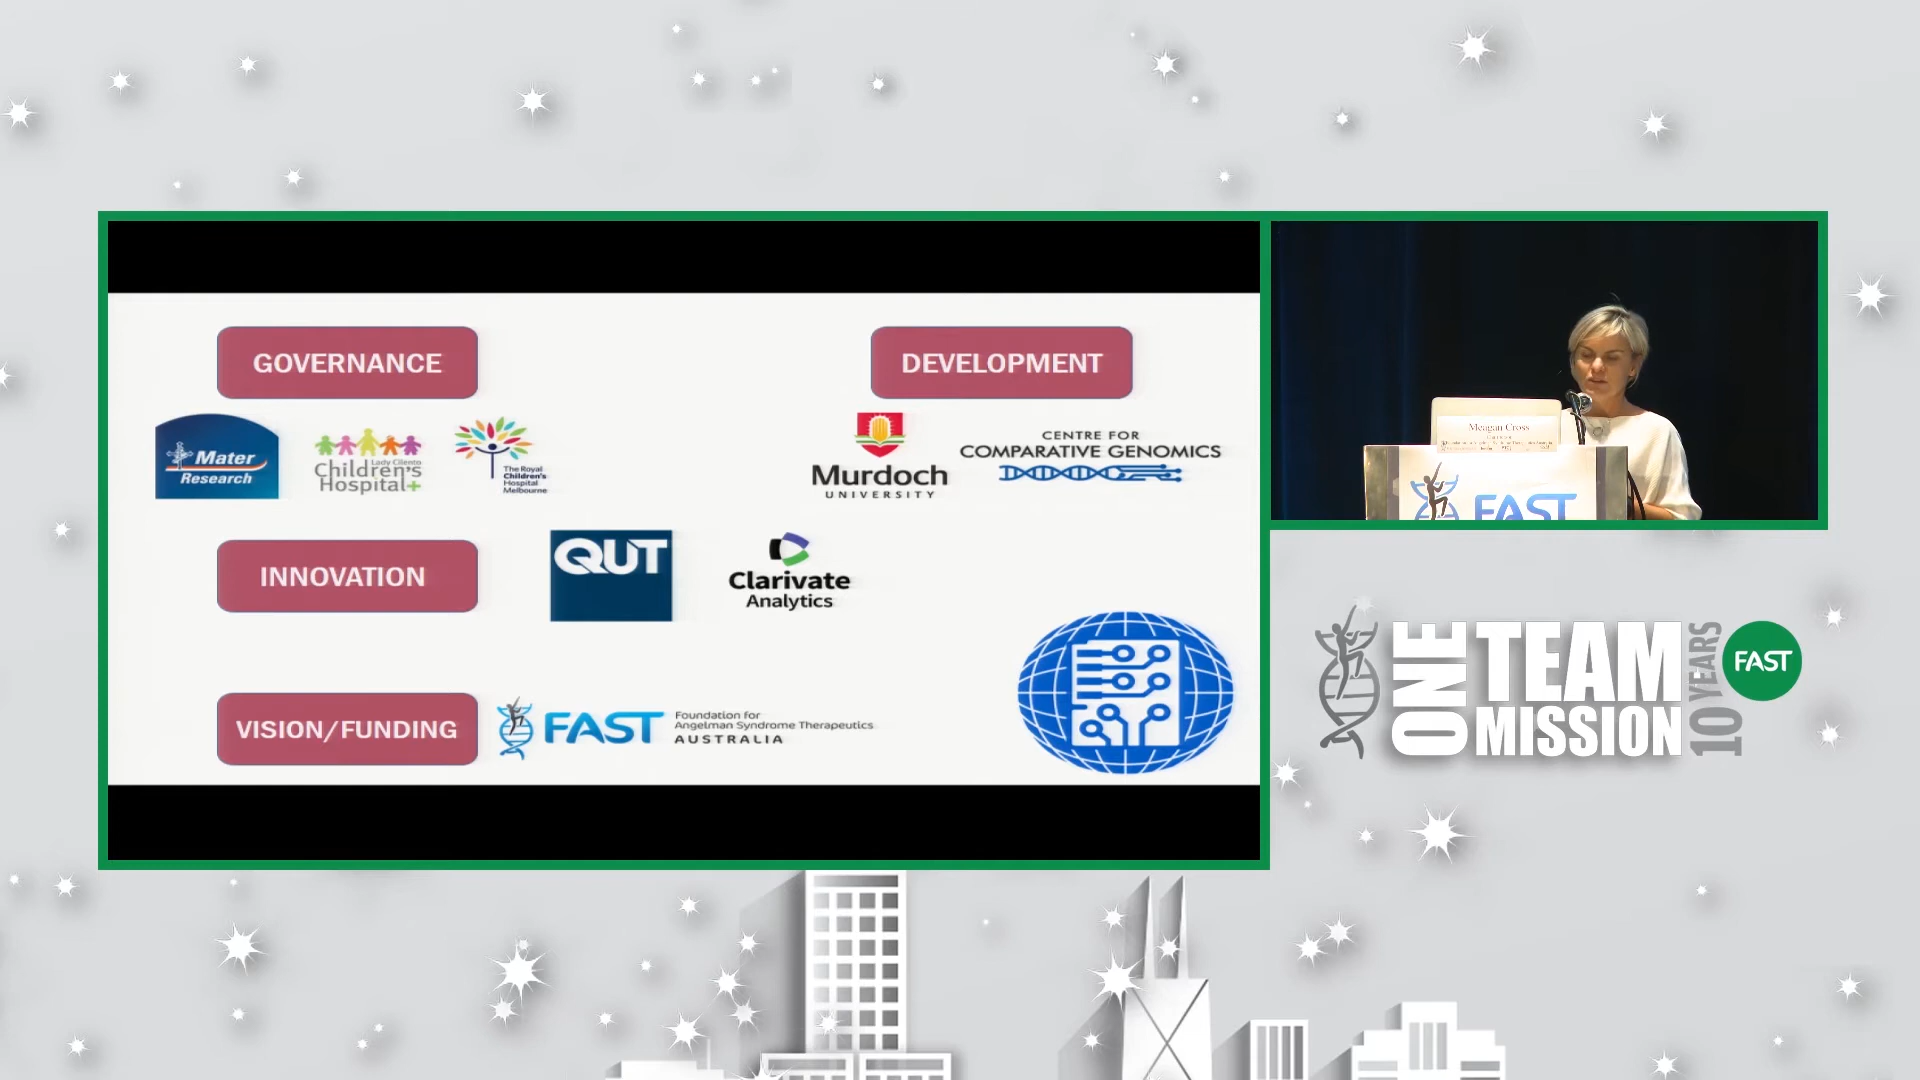 GOVERNANCE
DEVELOPMENT
Mater
Research
Lady Cilento
Children's
Hospital+
The Royal
Children's
Hospital
Melbourne
Murdoch
UNIVERSITY
CENTRE FOR
COMPARATIVE GENOMICS
INNOVATION
QUT
Clarivate
Analytics
VISION/FUNDING
FAST
Foundation for
Angelman Syndrome Therapeutics
AUSTRALIA
Meagan Cross
FAST
ONE
TEAM
MISSION
10 YEARS
FAST